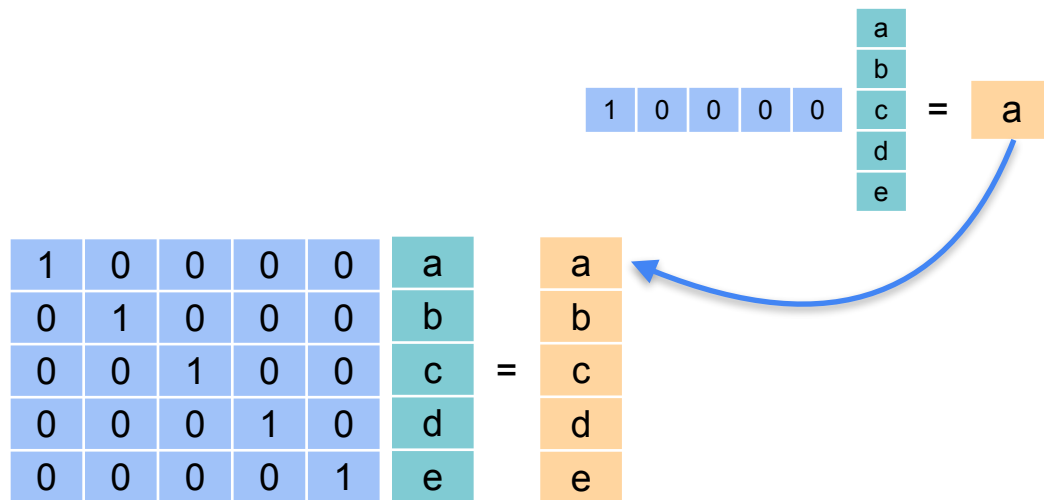 a
b
1 0 0 0 0 c = a
d
e
1 0 0 0 0 a a
0 1 0 0 0 b b
0 0 1 0 0 c = c
0 0 0 1 0 d d
0 0 0 0 1 e e